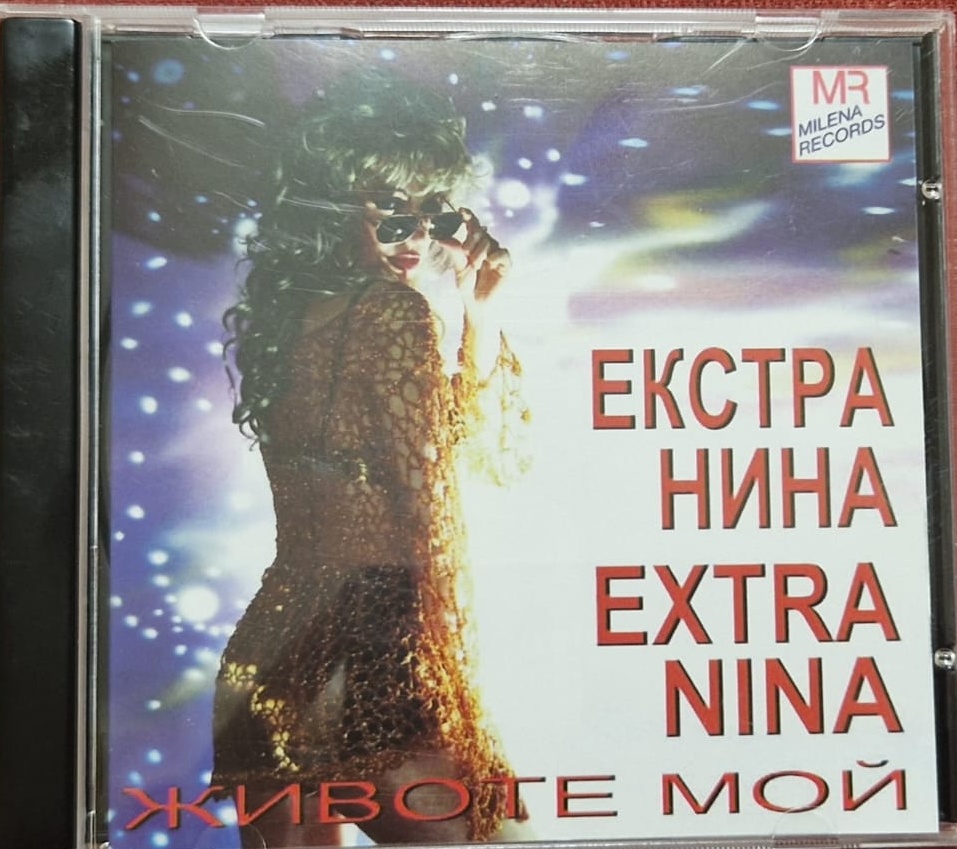 MR
MILENA
RECORDS
ЕКСТРА
НИНА
EXTRA
NINA
ЖИВОТЕ МОЙ